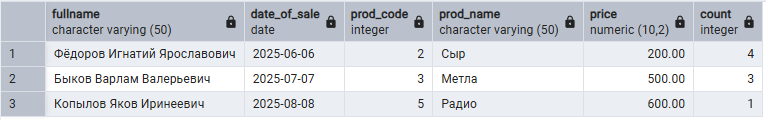 fullname date_of_sale prod_code prod_name price count
character varying (50) date integer character varying (50) numeric (10,2) integer
1 Фёдоров Игнатий Ярославович 2025-06-06 2 Сыр 200.00 4
2 Быков Варлам Валерьевич 2025-07-07 3 Метла 500.00 3
3 Копылов Яков Иринеевич 2025-08-08 5 Радио 600.00 1